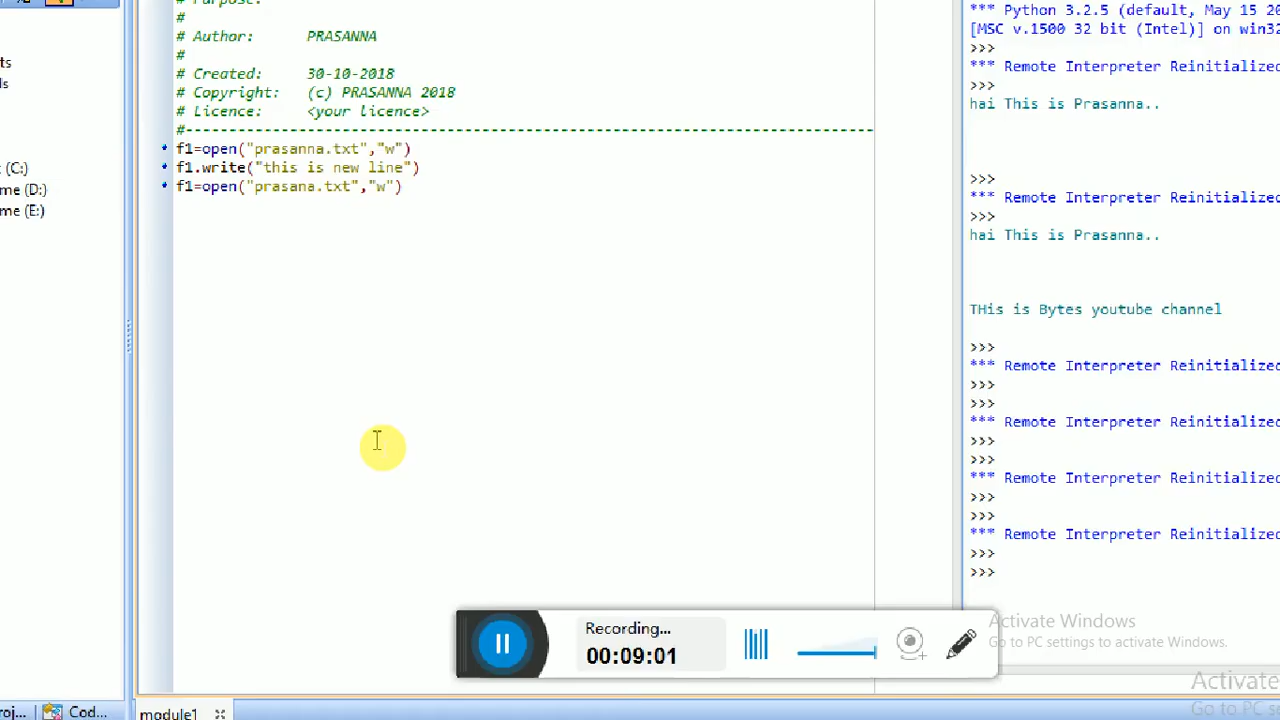 # Purpose:
#
# Author:      PRASANNA
#
# Created:     30-10-2018
# Copyright:   (c) PRASANNA 2018
# Licence:     <your licence>
#-------------------------------------------------------------------------------
f1=open("prasanna.txt","w")
f1.write("this is new line")
f1=open("prasana.txt","w")
ts
ds
t (C:)
me (D:)
me (E:)
*** Python 3.2.5 (default, May 15 20
[MSC v.1500 32 bit (Intel)] on win32
>>>
*** Remote Interpreter Reinitialized
>>>
hai This is Prasanna..
>>>
*** Remote Interpreter Reinitialized
>>>
hai This is Prasanna..
THis is Bytes youtube channel
>>>
*** Remote Interpreter Reinitialized
>>>
>>>
*** Remote Interpreter Reinitialized
>>>
>>>
*** Remote Interpreter Reinitialized
>>>
>>>
*** Remote Interpreter Reinitialized
>>>
>>>
Recording...
00:09:01
Activate Windows
Go to PC settings to activate Windows.
Activate
Go to PC se
roj...
Cod...
module1